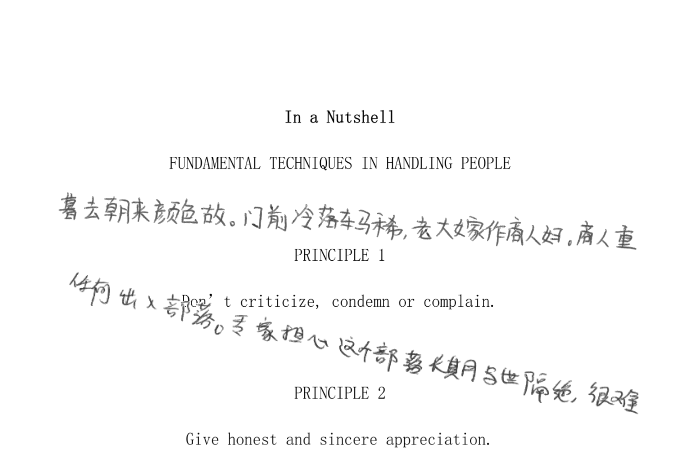 In a Nutshell
FUNDAMENTAL TECHNIQUES IN HANDLING PEOPLE
暮去朝来颜色故。门前冷落车马稀,老大嫁作商人妇。商人重
PRINCIPLE 1
任何出入部落。专家担心这个部落长期与世隔绝,很难
Don't criticize, condemn or complain.
PRINCIPLE 2
Give honest and sincere appreciation.